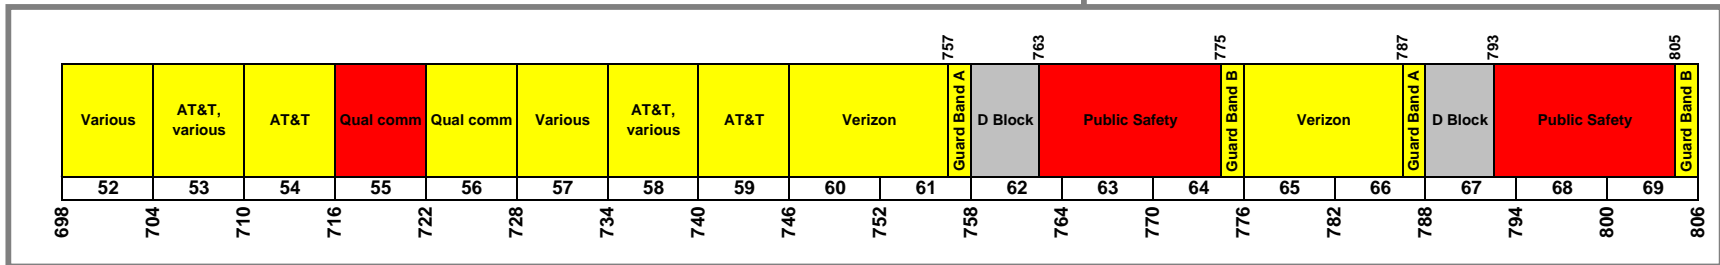 757 763 775 787 793 805
Various AT&T, various AT&T Qual comm Qual comm Various AT&T, various AT&T Verizon Guard Band A D Block Public Safety Guard Band B Verizon Guard Band A D Block Public Safety Guard Band B
52 53 54 55 56 57 58 59 60 61 62 63 64 65 66 67 68 69
698 704 710 716 722 728 734 740 746 752 758 764 770 776 782 788 794 800 806